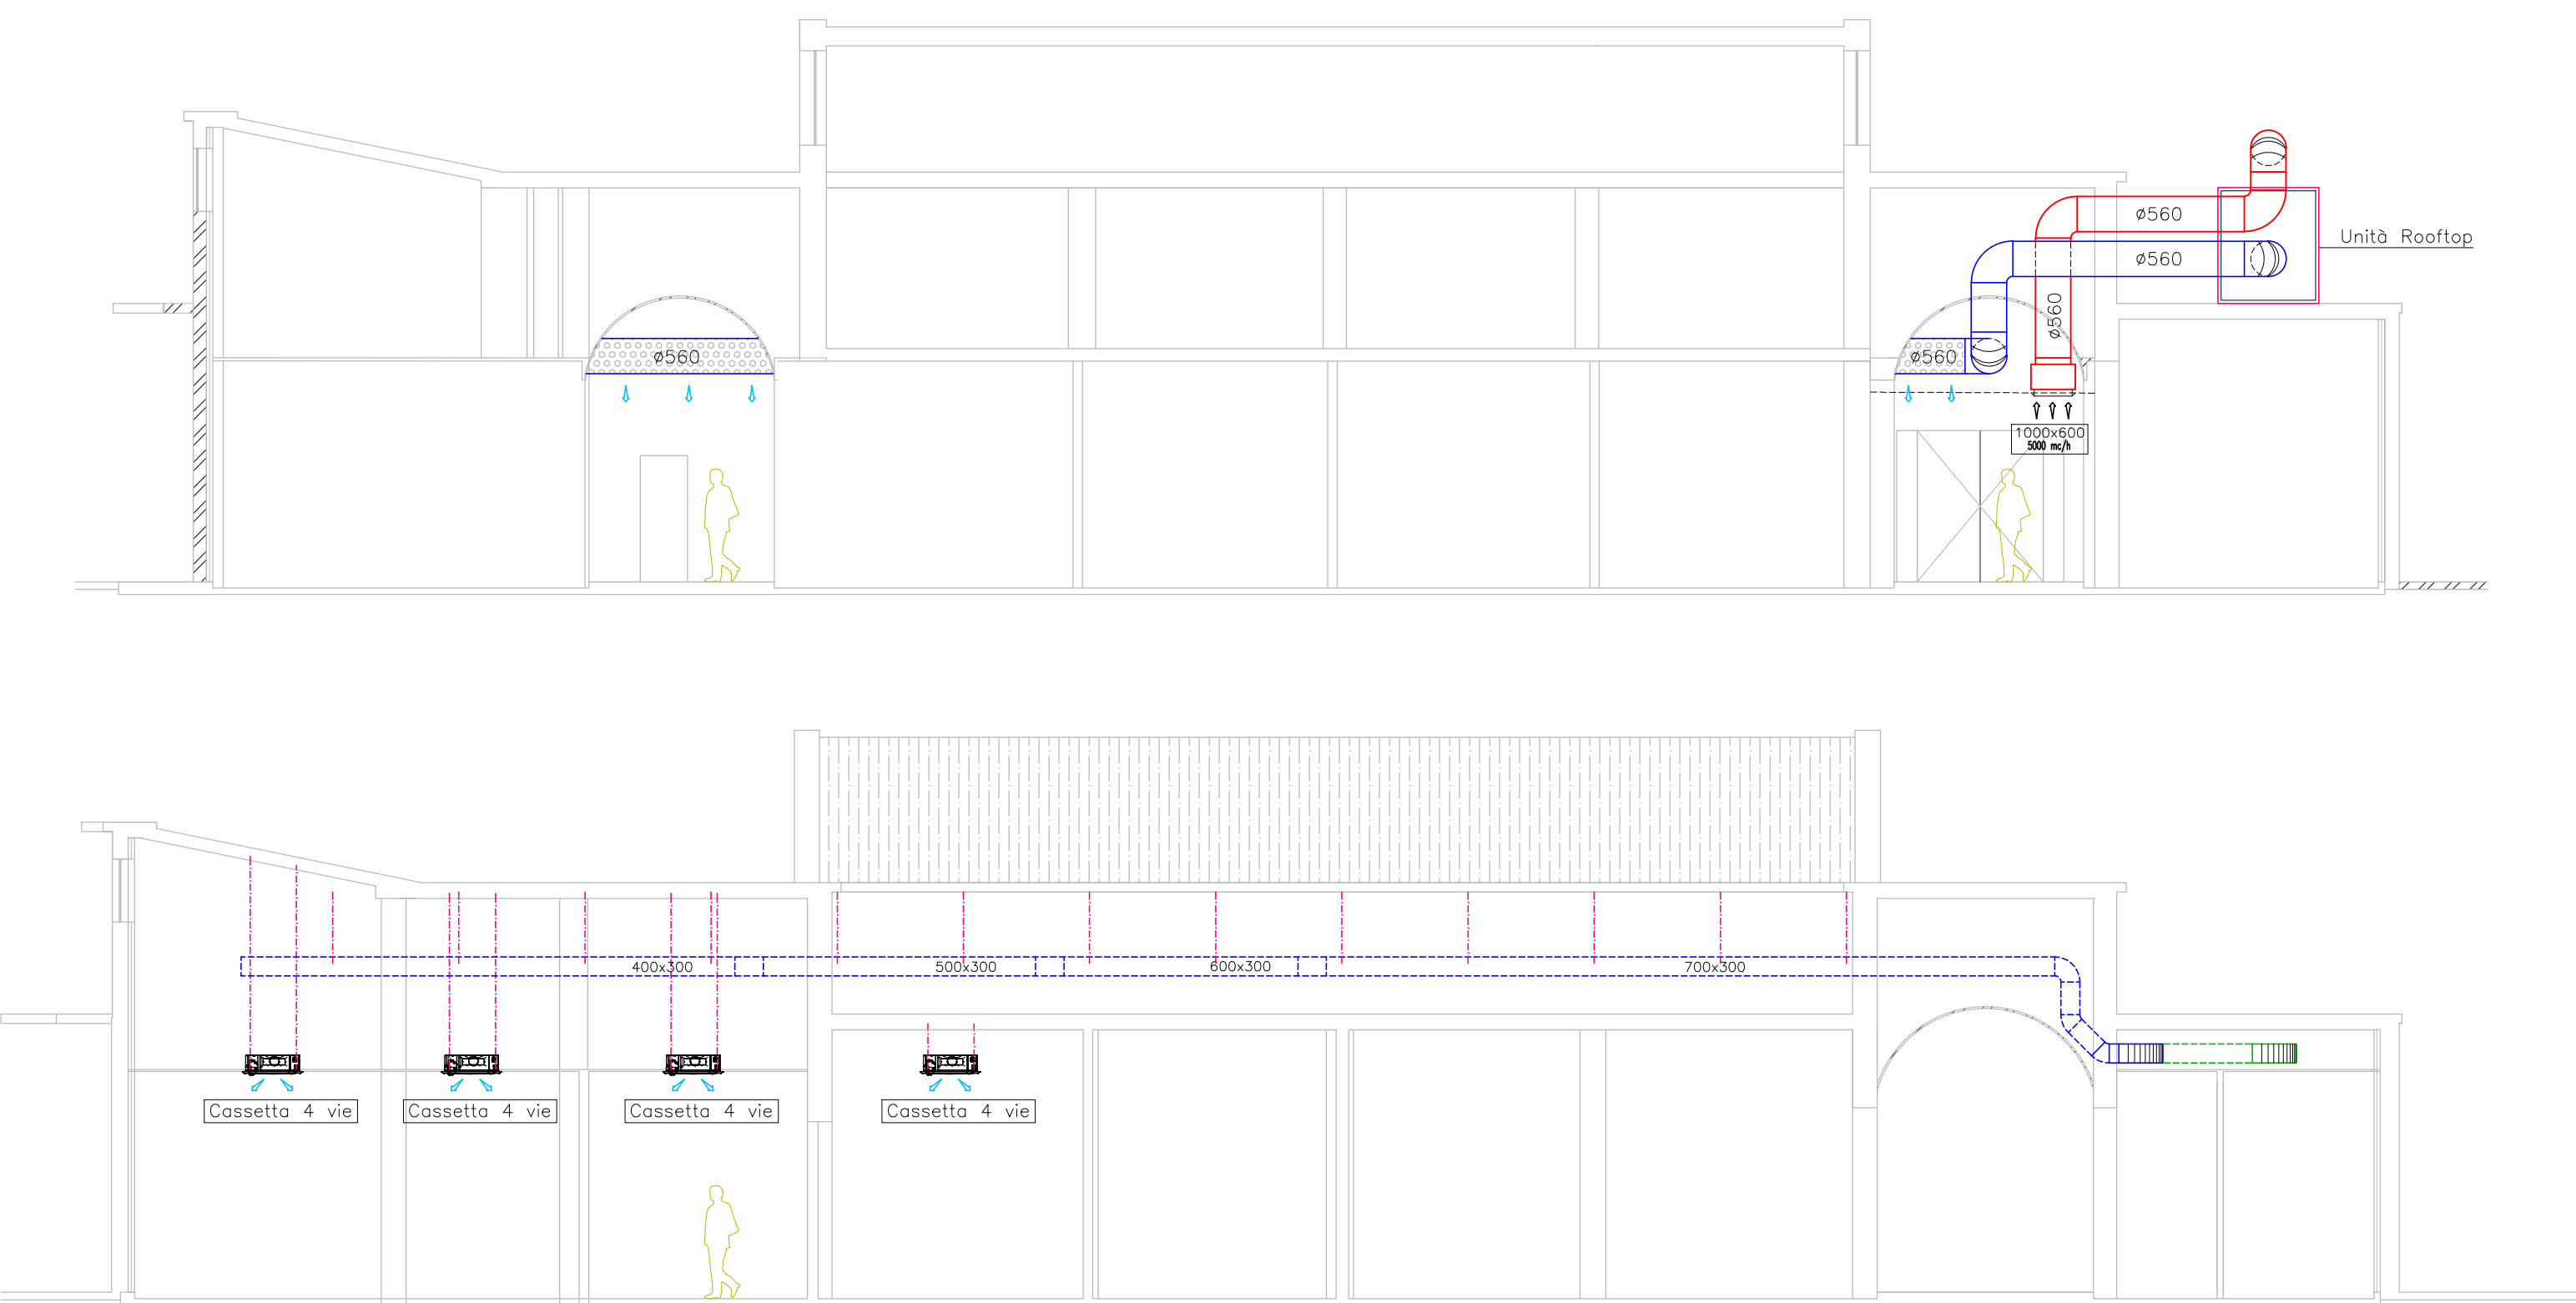 ø560
Unità Rooftop
ø560
ø560
ø560
ø560
1000x600
5000 mc/h
400x300
500x300
600x300
700x300
Cassetta 4 vie
Cassetta 4 vie
Cassetta 4 vie
Cassetta 4 vie